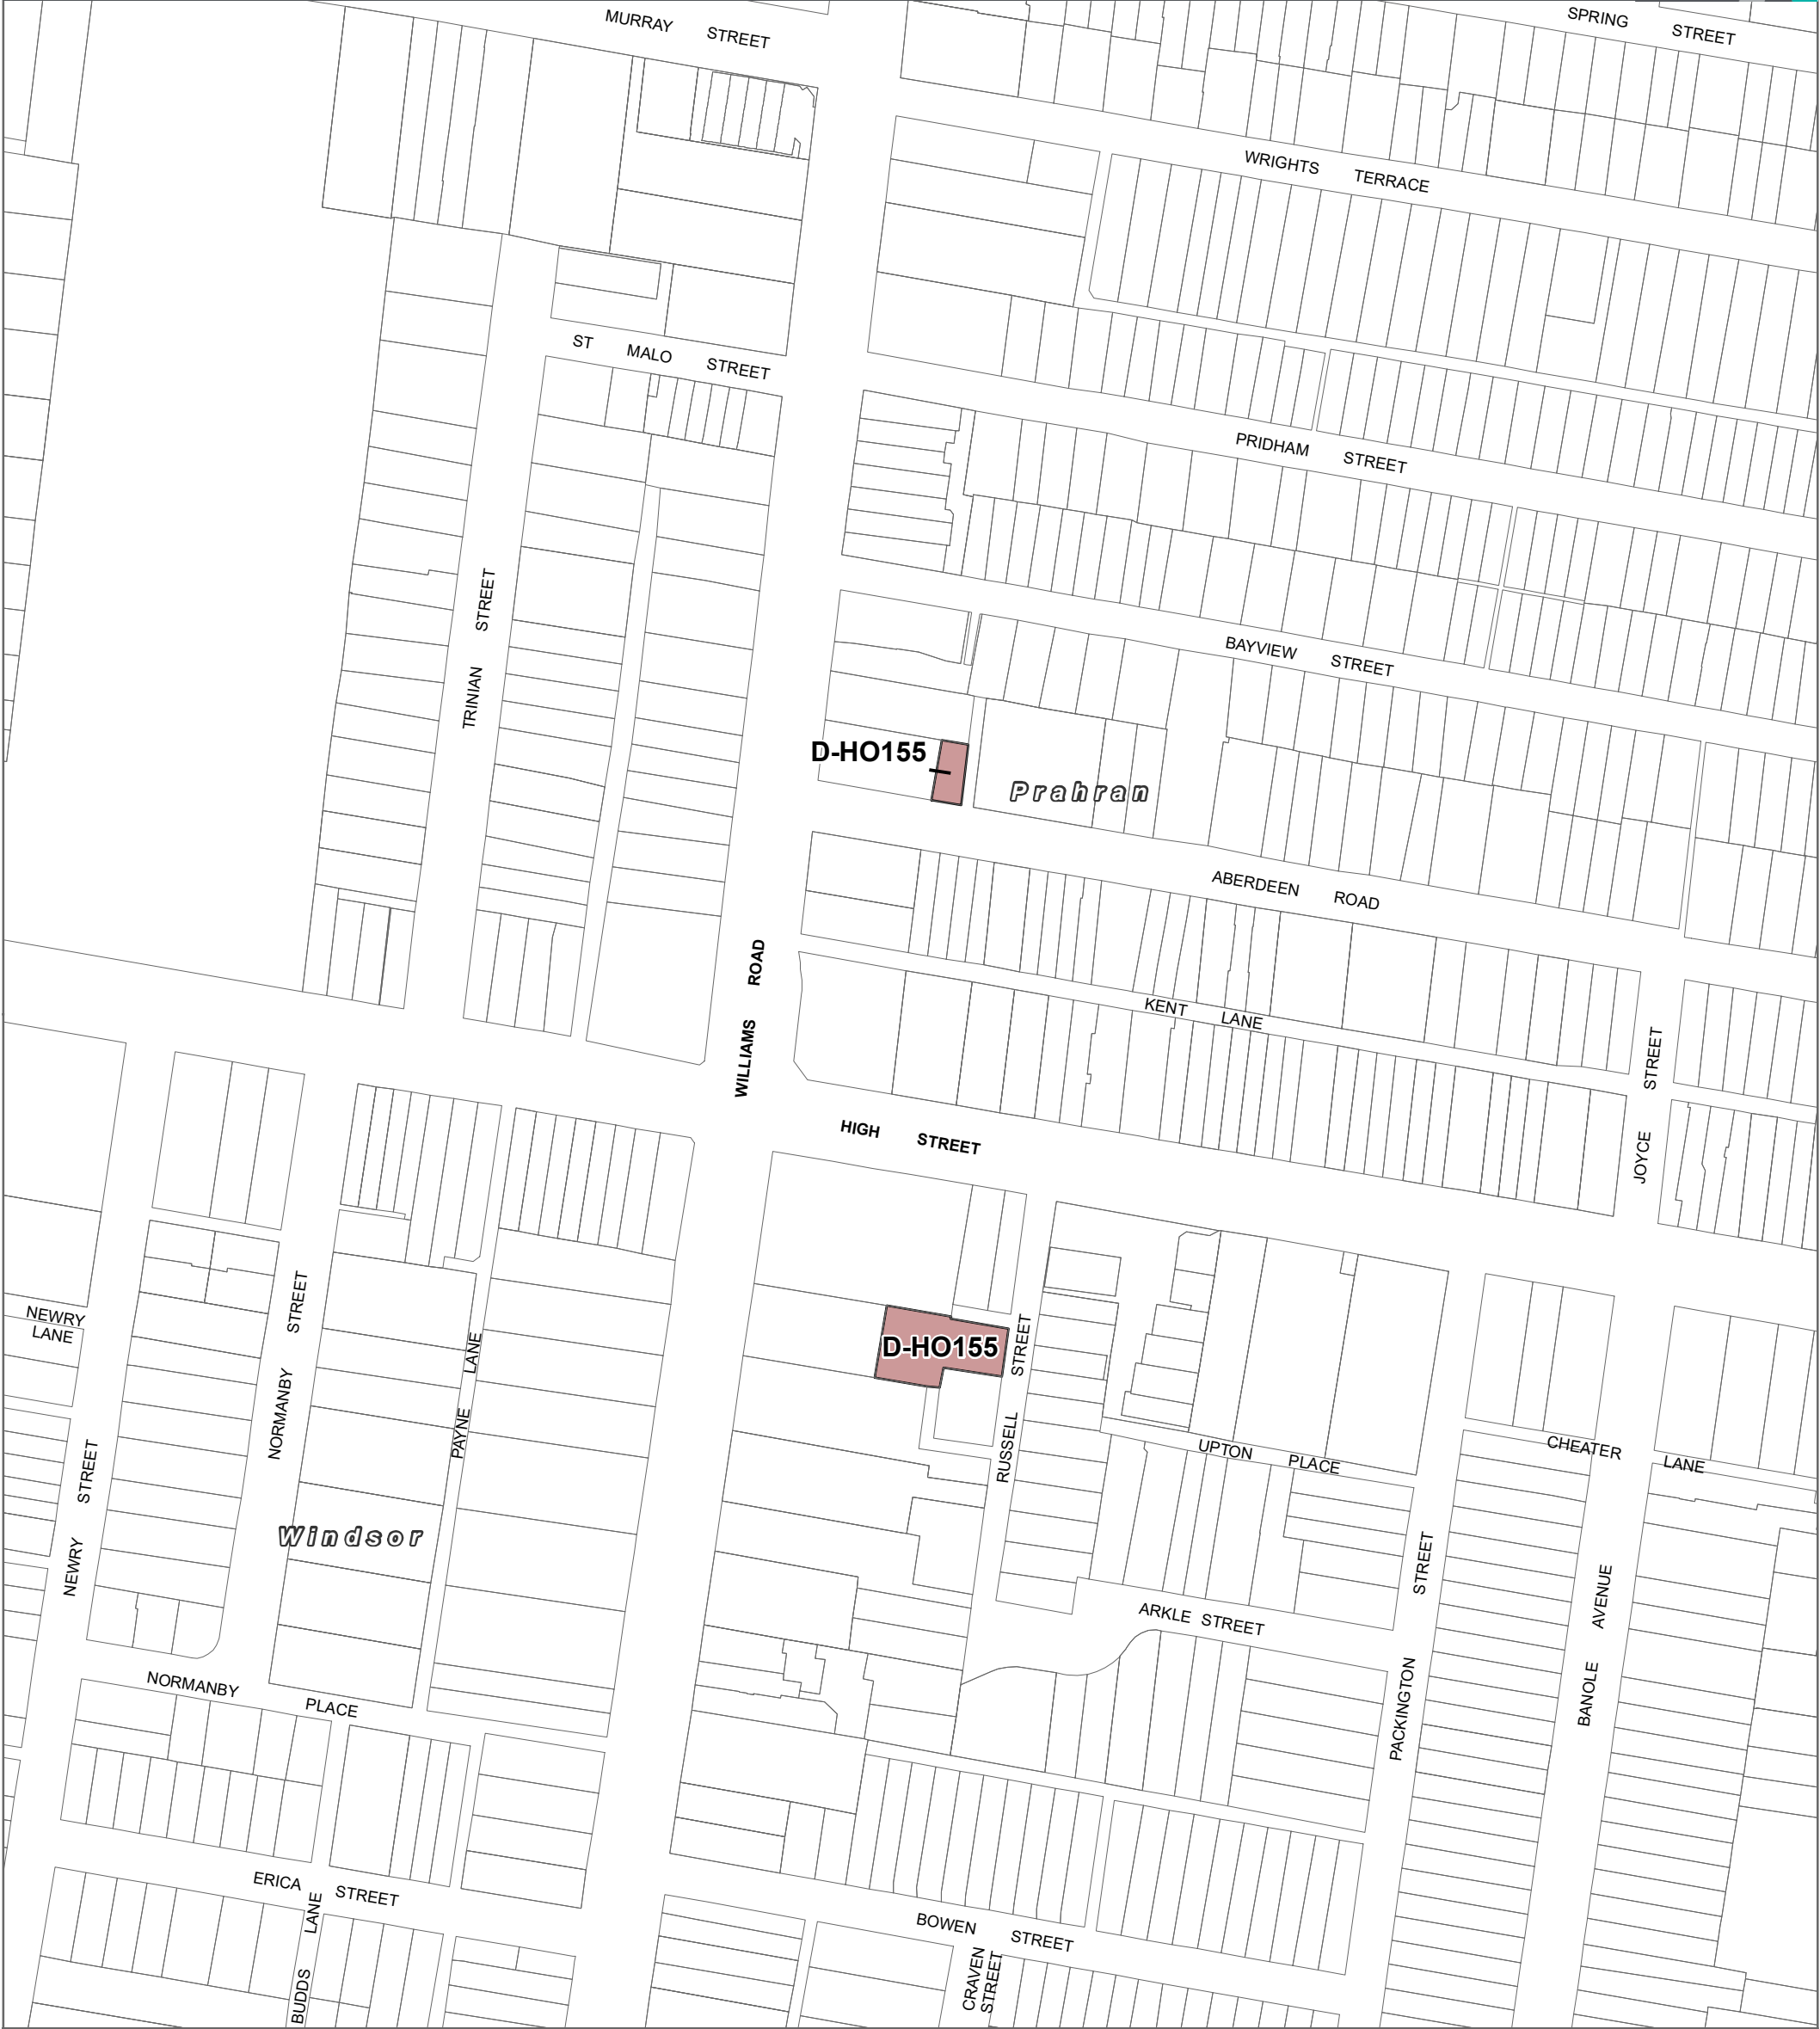 MURRAY STREET
SPRING STREET
WRIGHTS TERRACE
ST MALO STREET
PRIDHAM STREET
TRINIAN STREET
BAYVIEW STREET
D-HO155
Prahran
ABERDEEN ROAD
WILLIAMS ROAD
KENT LANE
JOYCE STREET
HIGH STREET
NEWRY
LANE
NORMANBY STREET
PAYNE LANE
D-HO155
RUSSELL STREET
UPTON PLACE
CHEATER LANE
NEWRY STREET
Windsor
ARKLE STREET
PACKINGTON STREET
BANOLE AVENUE
NORMANBY PLACE
ERICA STREET
BUDDS LANE
BOWEN STREET
CRAVEN
STREET